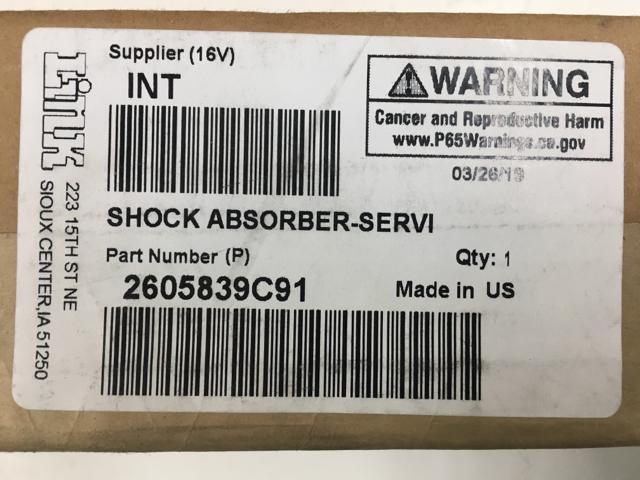 Link
223 15TH ST NE
SIOUX CENTER,IA 51250
Supplier (16V)
INT
WARNING
Cancer and Reproductive Harm
www.P65Warnings.ca.gov
03/26/19
SHOCK ABSORBER-SERVI
Part Number (P)
Qty: 1
2605839C91
Made in US